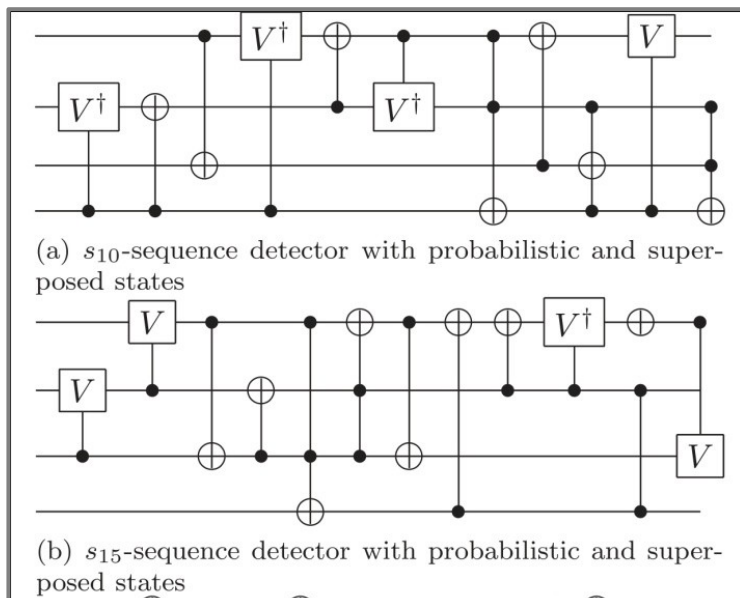 V† V† V† V
(a) s₁₀-sequence detector with probabilistic and super-
posed states
V V V† V
(b) s₁₅-sequence detector with probabilistic and super-
posed states